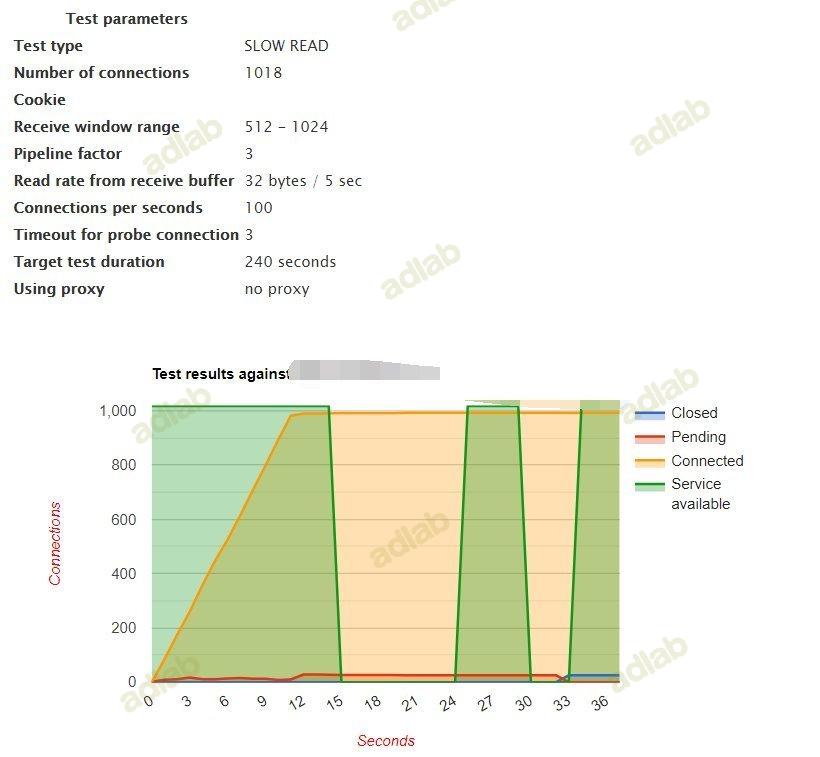 Test parameters
Test type SLOW READ
Number of connections 1018
Cookie
Receive window range 512 - 1024
Pipeline factor 3
Read rate from receive buffer 32 bytes / 5 sec
Connections per seconds 100
Timeout for probe connection 3
Target test duration 240 seconds
Using proxy no proxy
Test results against
1,000
800
600
400
200
0
Connections
0 3 6 9 12 15 18 21 24 27 30 33 36
Seconds
Closed
Pending
Connected
Service
available
adlab
adlab
adlab
adlab
adlab
adlab
adlab
adlab
adlab